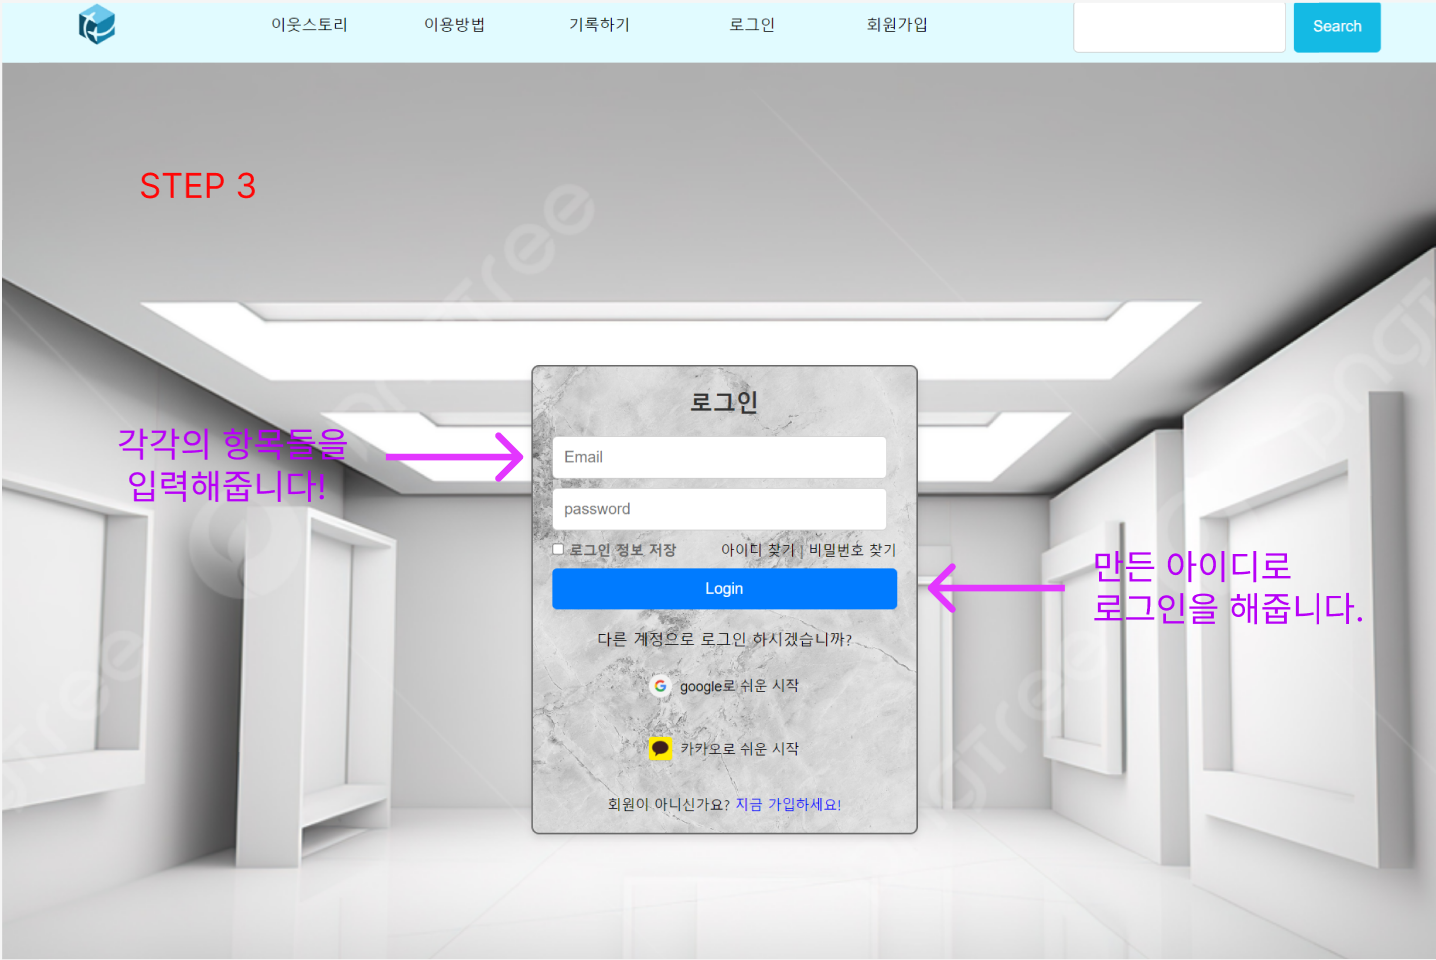 이웃스토리 이용방법 기록하기 로그인 회원가입 Search
STEP 3
로그인
각각의 항목들을
입력해줍니다!
Email
password
로그인 정보 저장 아이디 찾기 | 비밀번호 찾기
만든 아이디로
로그인을 해줍니다.
Login
다른 계정으로 로그인 하시겠습니까?
google로 쉬운 시작
카카오로 쉬운 시작
회원이 아니신가요? 지금 가입하세요!